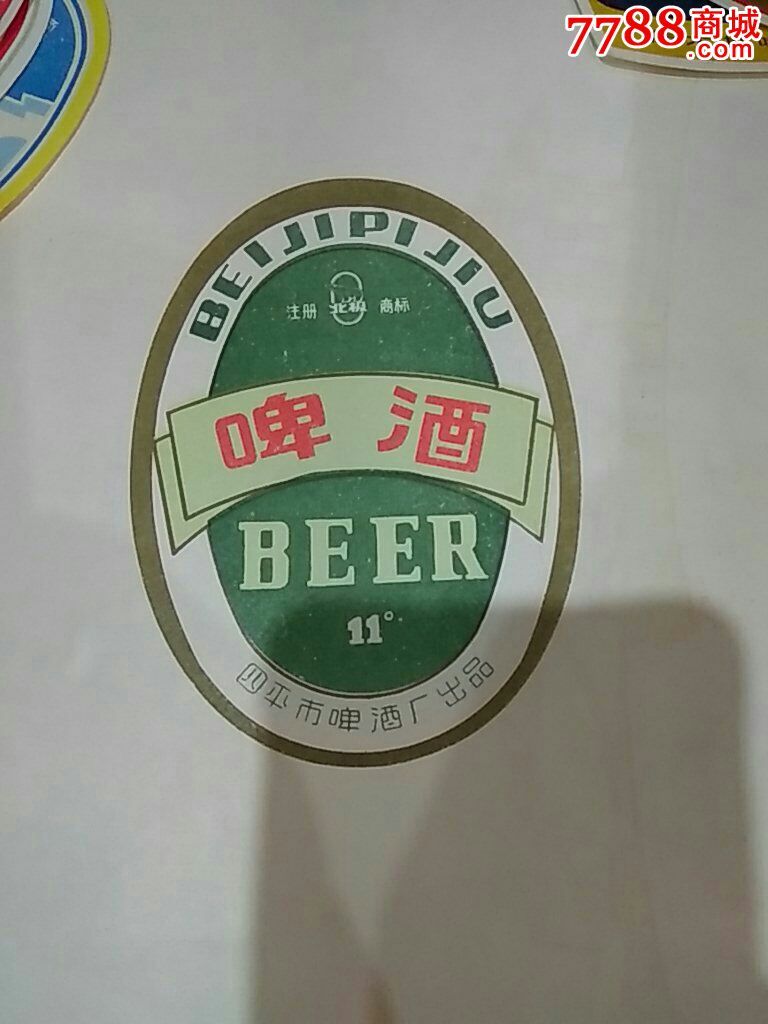 7788商城
.com
BEIJIPIJIU
注册 北极 商标
啤酒
BEER
11°
四平市啤酒厂出品